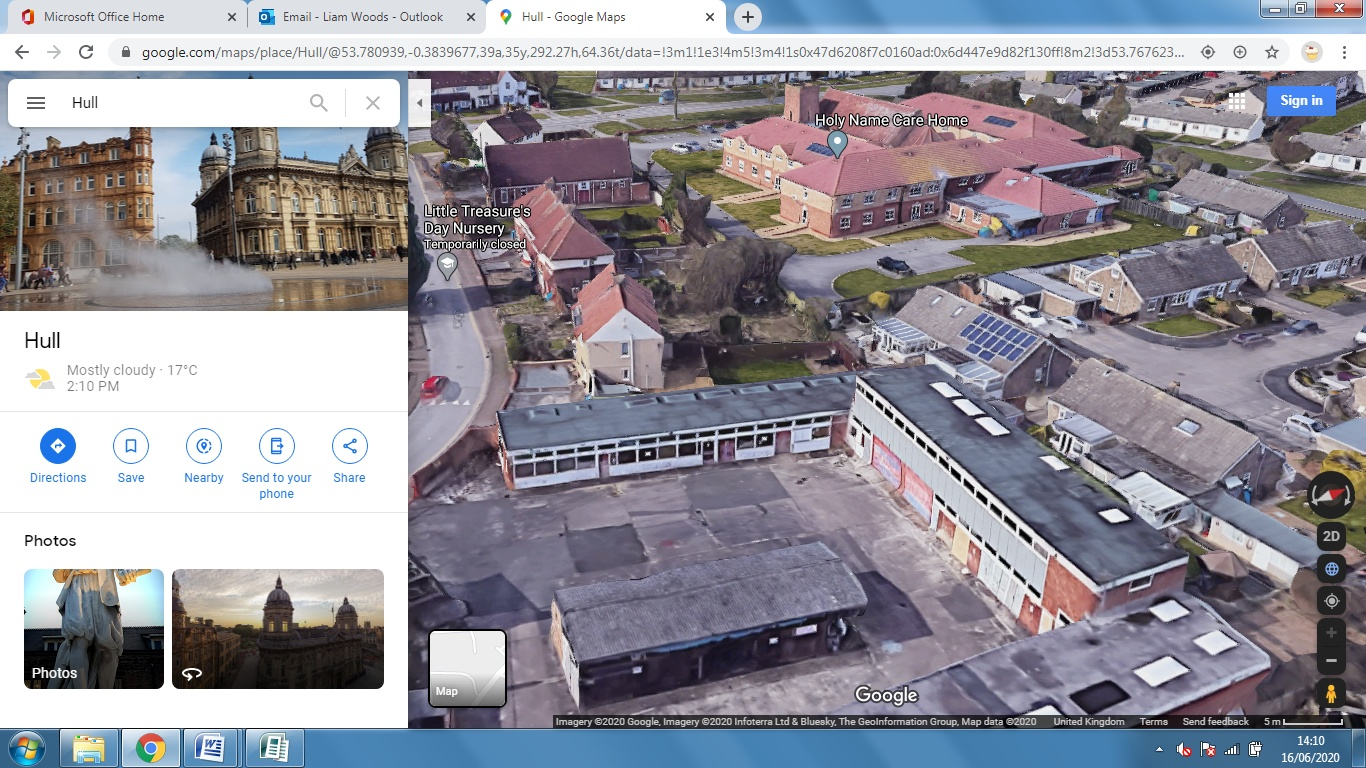 Microsoft Office Home
Email - Liam Woods - Outlook
Hull - Google Maps
google.com/maps/place/Hull/@53.780939,-0.3839677,39a,35y,292.27h,64.36t/data=!3m1!1e3!4m5!3m4!1s0x47d6208f7c0160ad:0x6d447e9d82f130ff!8m2!3d53.767623...
Hull
Sign in
Holy Name Care Home
Little Treasure's
Day Nursery
Temporarily closed
Hull
Mostly cloudy · 17°C
2:10 PM
Directions
Save
Nearby
Send to your
phone
Share
Photos
Photos
2D
Map
Google
Imagery ©2020 Google, Imagery ©2020 Infoterra Ltd & Bluesky, The GeoInformation Group, Map data ©2020
United Kingdom
Terms
Send feedback
5 m
14:10
16/06/2020